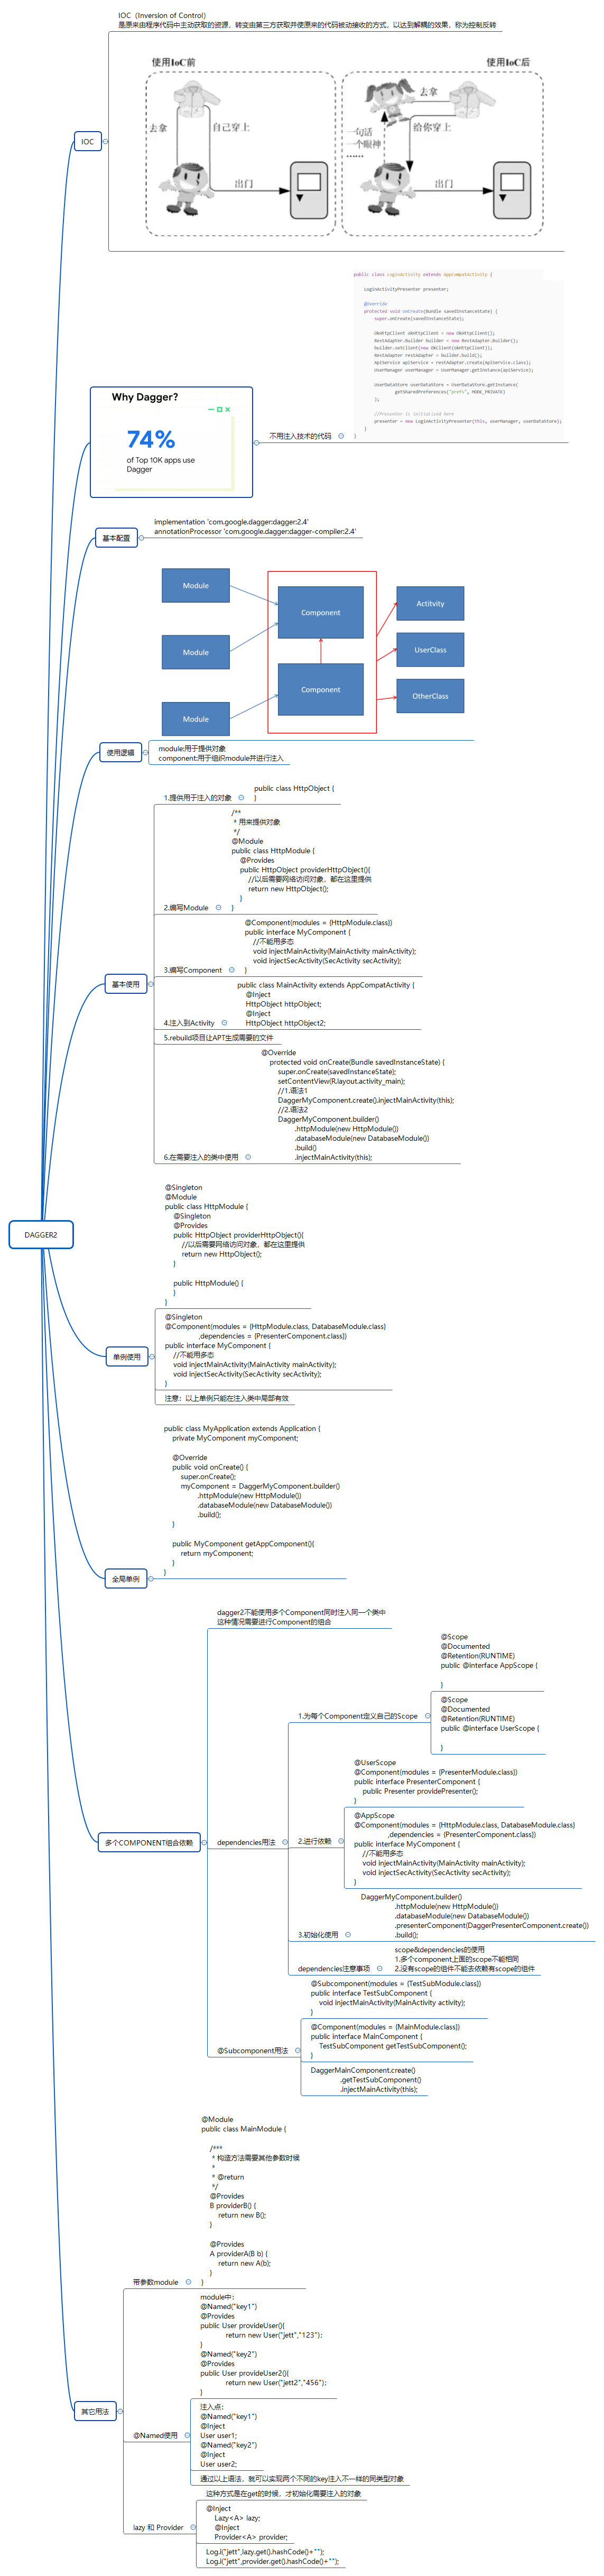 DAGGER2
IOC
IOC（Inversion of Control）
是原来由程序代码中主动获取的资源，转变由第三方获取并使原来的代码被动接收的方式，以达到解耦的效果，称为控制反转
使用IoC前
使用IoC后
去拿
自己穿上
出门
去拿
给你穿上
一句话
一个眼神
......
出门
Why Dagger?
74%
of Top 10K apps use
Dagger
不用注入技术的代码
public class LoginActivity extends AppCompatActivity {
LoginActivityPresenter presenter;
@Override
protected void onCreate(Bundle savedInstanceState) {
super.onCreate(savedInstanceState);
OkHttpClient okHttpClient = new OkHttpClient();
RestAdapter.Builder builder = new RestAdapter.Builder();
builder.setClient(new OkClient(okHttpClient));
RestAdapter restAdapter = builder.build();
ApiService apiService = restAdapter.create(ApiService.class);
UserManager userManager = UserManager.getInstance(apiService);
UserDataStore userDataStore = UserDataStore.getInstance(
getSharedPreferences("prefs", MODE_PRIVATE)
);
//Presenter is initialized here
presenter = new LoginActivityPresenter(this, userManager, userDataStore);
}
}
基本配置
implementation 'com.google.dagger:dagger:2.4'
annotationProcessor 'com.google.dagger:dagger-compiler:2.4'
Module
Module
Module
Component
Component
Actitvity
UserClass
OtherClass
使用逻辑
module:用于提供对象
component:用于组织module并进行注入
基本使用
1.提供用于注入的对象
public class HttpObject {
}
2.编写Module
/**
* 用来提供对象
*/
@Module
public class HttpModule {
@Provides
public HttpObject providerHttpObject(){
//以后需要网络访问对象，都在这里提供
return new HttpObject();
}
}
3.编写Component
@Component(modules = {HttpModule.class})
public interface MyComponent {
//不能用多态
void injectMainActivity(MainActivity mainActivity);
void injectSecActivity(SecActivity secActivity);
}
4.注入到Activity
public class MainActivity extends AppCompatActivity {
@Inject
HttpObject httpObject;
@Inject
HttpObject httpObject2;
5.rebuild项目让APT生成需要的文件
6.在需要注入的类中使用
@Override
protected void onCreate(Bundle savedInstanceState) {
super.onCreate(savedInstanceState);
setContentView(R.layout.activity_main);
//1.语法1
DaggerMyComponent.create().injectMainActivity(this);
//2.语法2
DaggerMyComponent.builder()
.httpModule(new HttpModule())
.databaseModule(new DatabaseModule())
.build()
.injectMainActivity(this);
单例使用
@Singleton
@Module
public class HttpModule {
@Singleton
@Provides
public HttpObject providerHttpObject(){
//以后需要网络访问对象，都在这里提供
return new HttpObject();
}
public HttpModule() {
}
}
@Singleton
@Component(modules = {HttpModule.class, DatabaseModule.class}
,dependencies = {PresenterComponent.class})
public interface MyComponent {
//不能用多态
void injectMainActivity(MainActivity mainActivity);
void injectSecActivity(SecActivity secActivity);
}
注意：以上单例只能在注入类中局部有效
全局单例
public class MyApplication extends Application {
private MyComponent myComponent;
@Override
public void onCreate() {
super.onCreate();
myComponent = DaggerMyComponent.builder()
.httpModule(new HttpModule())
.databaseModule(new DatabaseModule())
.build();
}
public MyComponent getAppComponent(){
return myComponent;
}
}
多个COMPONENT组合依赖
dagger2不能使用多个Component同时注入同一个类中
这种情况需要进行Component的组合
dependencies用法
1.为每个Component定义自己的Scope
@Scope
@Documented
@Retention(RUNTIME)
public @interface AppScope {
}
@Scope
@Documented
@Retention(RUNTIME)
public @interface UserScope {
}
2.进行依赖
@UserScope
@Component(modules = {PresenterModule.class})
public interface PresenterComponent {
public Presenter providePresenter();
}
@AppScope
@Component(modules = {HttpModule.class, DatabaseModule.class}
,dependencies = {PresenterComponent.class})
public interface MyComponent {
//不能用多态
void injectMainActivity(MainActivity mainActivity);
void injectSecActivity(SecActivity secActivity);
}
3.初始化使用
DaggerMyComponent.builder()
.httpModule(new HttpModule())
.databaseModule(new DatabaseModule())
.presenterComponent(DaggerPresenterComponent.create())
.build();
dependencies注意事项
scope&dependencies的使用
1.多个component上面的scope不能相同
2.没有scope的组件不能去依赖有scope的组件
@Subcomponent用法
@Subcomponent(modules = {TestSubModule.class})
public interface TestSubComponent {
void injectMainActivity(MainActivity activity);
}
@Component(modules = {MainModule.class})
public interface MainComponent {
TestSubComponent getTestSubComponent();
}
DaggerMainComponent.create()
.getTestSubComponent()
.injectMainActivity(this);
其它用法
带参数module
@Module
public class MainModule {
/***
* 构造方法需要其他参数时候
*
* @return
*/
@Provides
B providerB() {
return new B();
}
@Provides
A providerA(B b) {
return new A(b);
}
}
@Named使用
module中：
@Named("key1")
@Provides
public User provideUser(){
return new User("jett","123");
}
@Named("key2")
@Provides
public User provideUser2(){
return new User("jett2","456");
}
注入点：
@Named("key1")
@Inject
User user1;
@Named("key2")
@Inject
User user2;
通过以上语法，就可以实现两个不同的key注入不一样的同类型对象
lazy 和 Provider
这种方式是在get的时候，才初始化需要注入的对象
@Inject
Lazy<A> lazy;
@Inject
Provider<A> provider;
Log.i("jett",lazy.get().hashCode()+"");
Log.i("jett",provider.get().hashCode()+"");